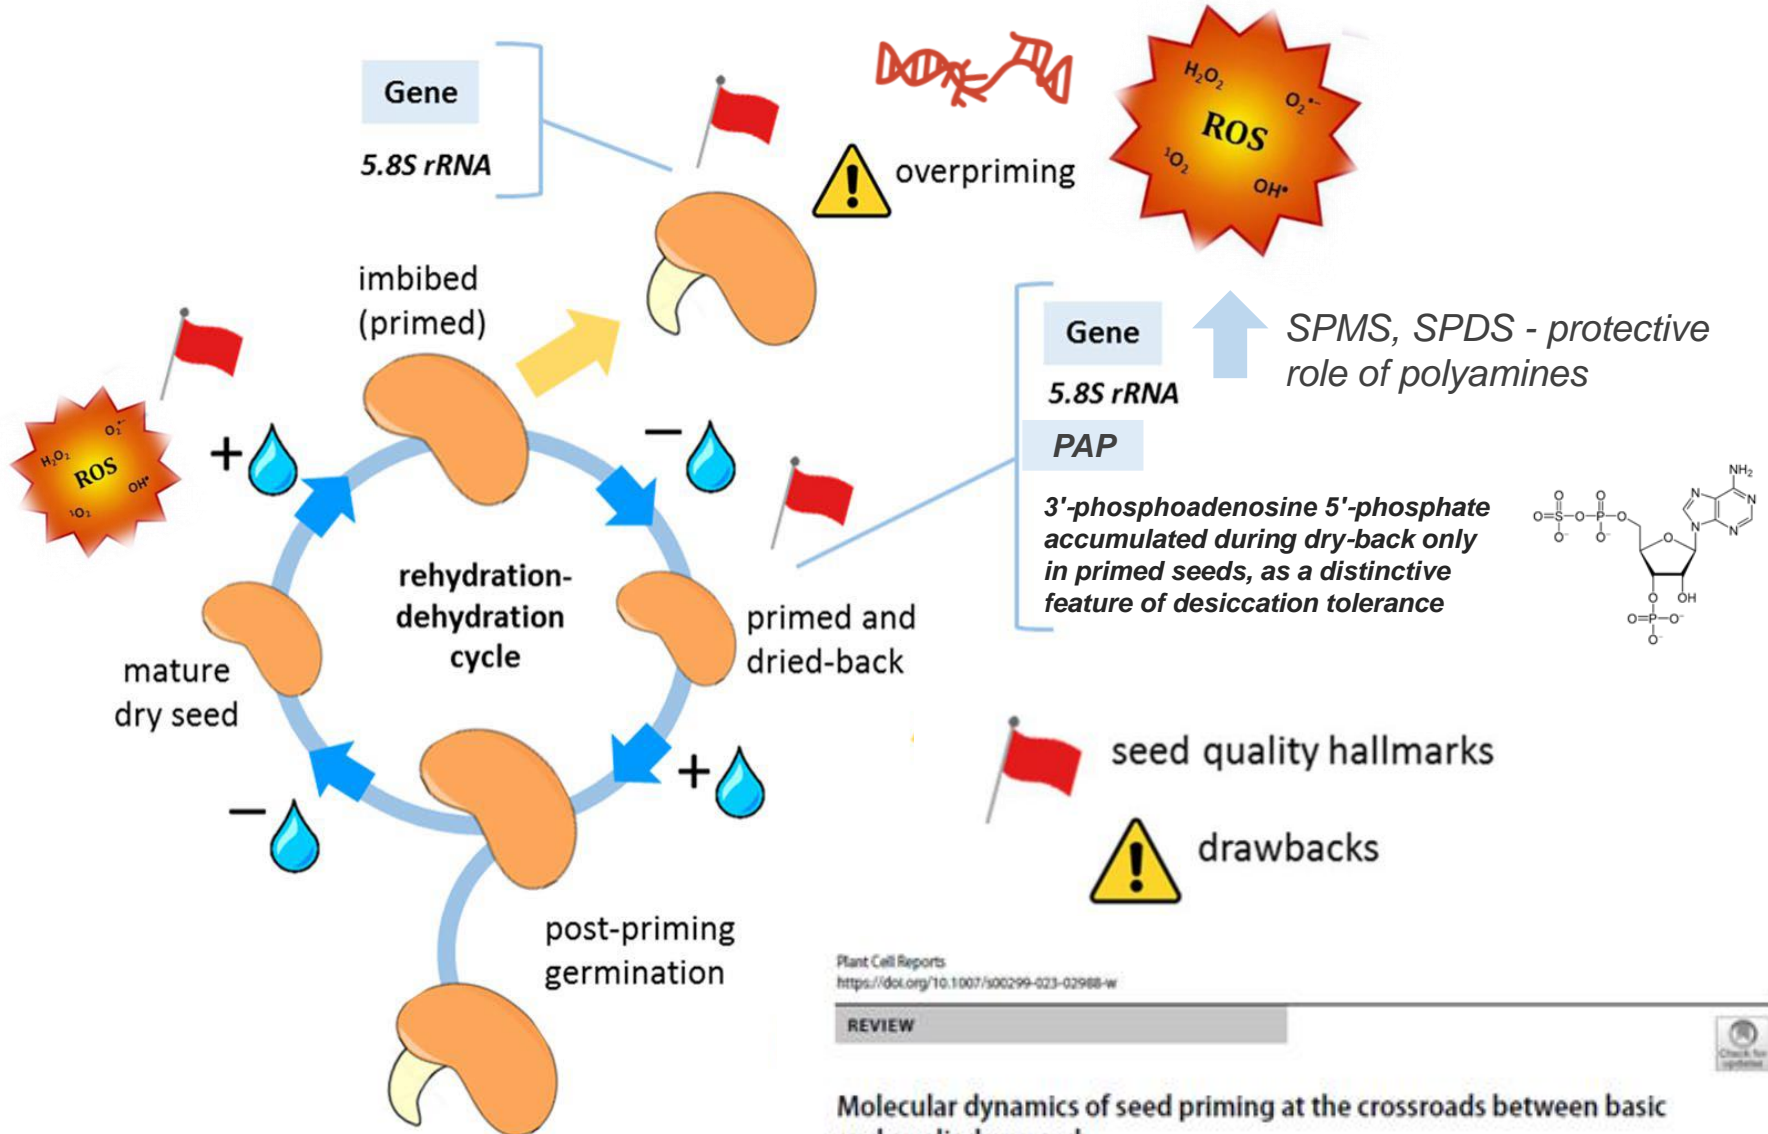 Gene
5.8S rRNA
overpriming
H₂O₂
O₂•−
ROS
¹O₂
OH•
imbibed
(primed)
Gene
5.8S rRNA
SPMS, SPDS - protective
role of polyamines
PAP
3'-phosphoadenosine 5'-phosphate
accumulated during dry-back only
in primed seeds, as a distinctive
feature of desiccation tolerance
NH₂
N
N
N
N
O
O
O=S-O-P-O
O⁻
O⁻
O
O
OH
O=P-O⁻
O⁻
O₂•−
H₂O₂
ROS
OH•
¹O₂
+
−
rehydration-
dehydration
cycle
primed and
dried-back
mature
dry seed
+
−
seed quality hallmarks
drawbacks
post-priming
germination
Plant Cell Reports
https://doi.org/10.1007/s00299-023-02988-w
REVIEW
Check for
updates
Molecular dynamics of seed priming at the crossroads between basic